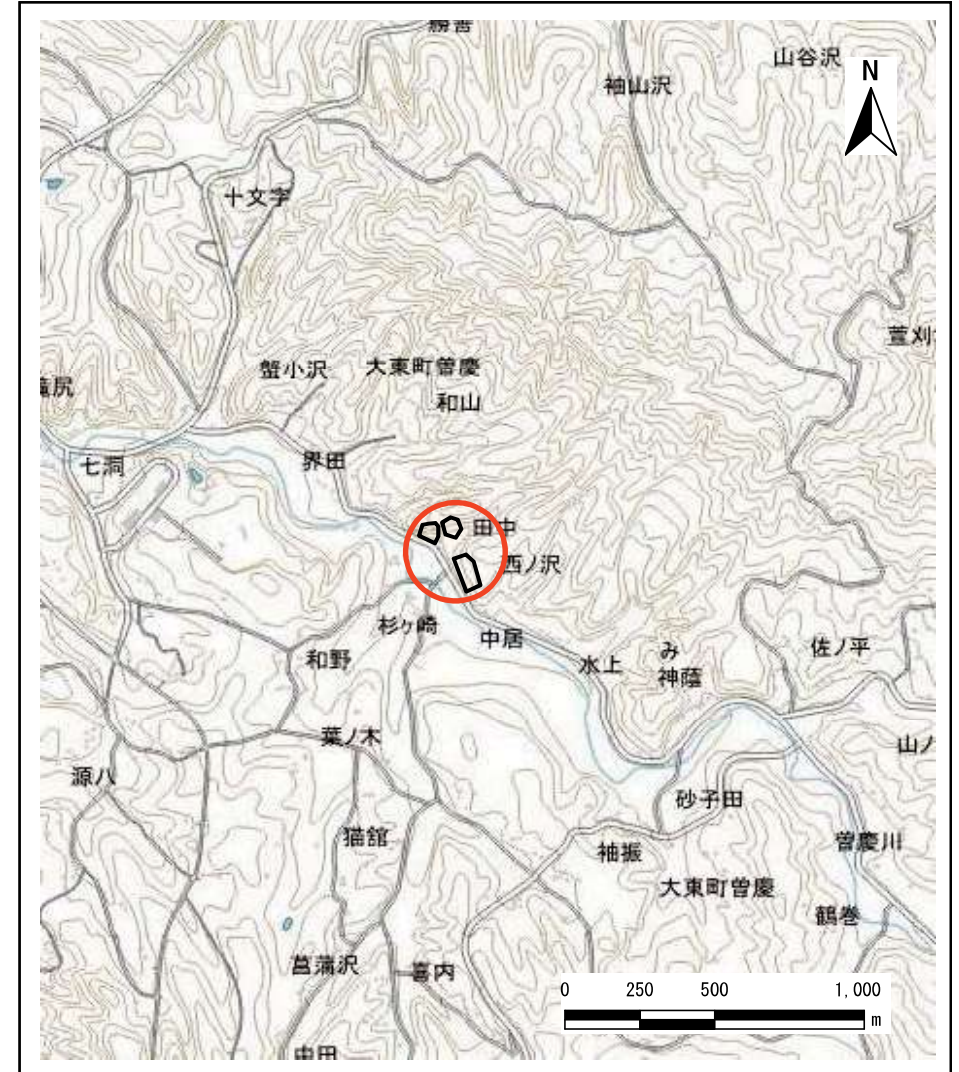 山谷沢
袖山沢
N
十文字
萱刈
蟹小沢
大東町曽慶
和山
滝尻
界田
七洞
田中
西ノ沢
杉ヶ崎
中居
み
佐ノ平
和野
水上
神蔭
葉ノ木
山ノ
源八
砂子田
猫舘
曽慶川
袖振
大東町曽慶
鶴巻
菖蒲沢
喜内
0 250 500 1,000
m